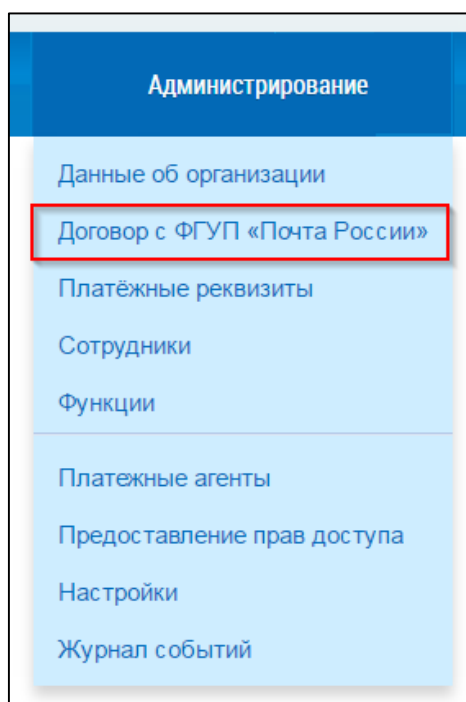 Администрирование
Данные об организации
Договор с ФГУП «Почта России»
Платёжные реквизиты
Сотрудники
Функции
Платежные агенты
Предоставление прав доступа
Настройки
Журнал событий